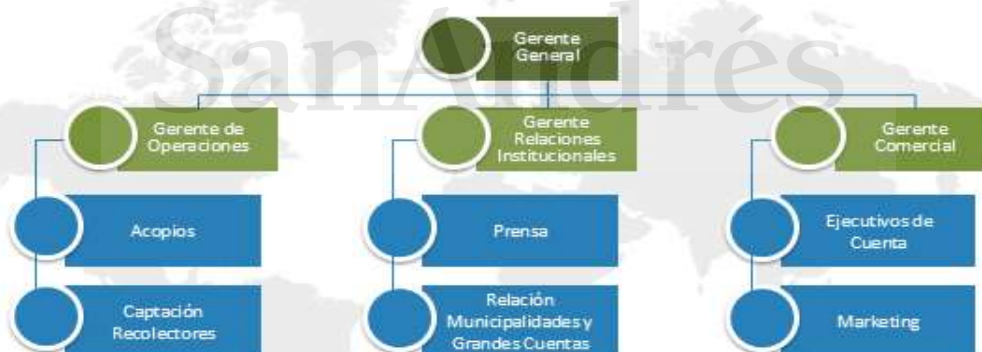 SanAndrés
Gerente
General
Gerente de
Operaciones
Gerente
Relaciones
Institucionales
Gerente
Comercial
Acopios
Prensa
Ejecutivos de
Cuenta
Captación
Recolectores
Relación
Municipalidades y
Grandes Cuentas
Marketing